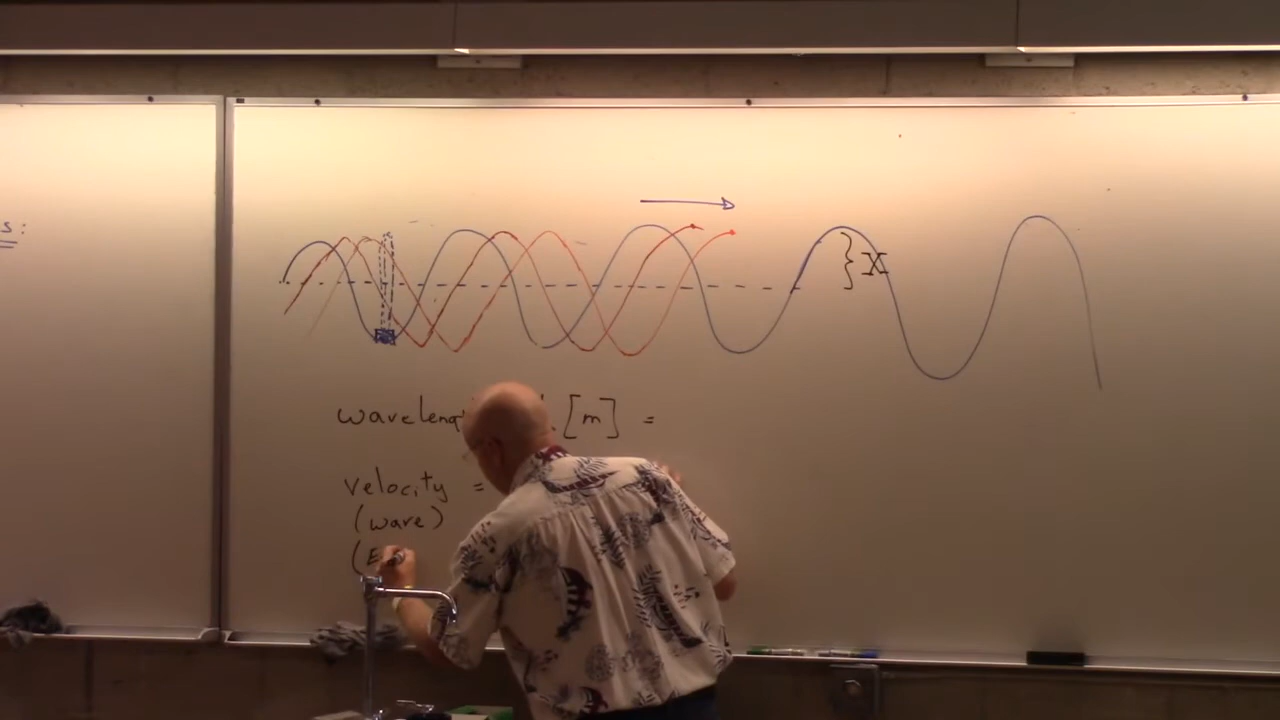 s:
X
[m] =
velocity =
(wave)
(E